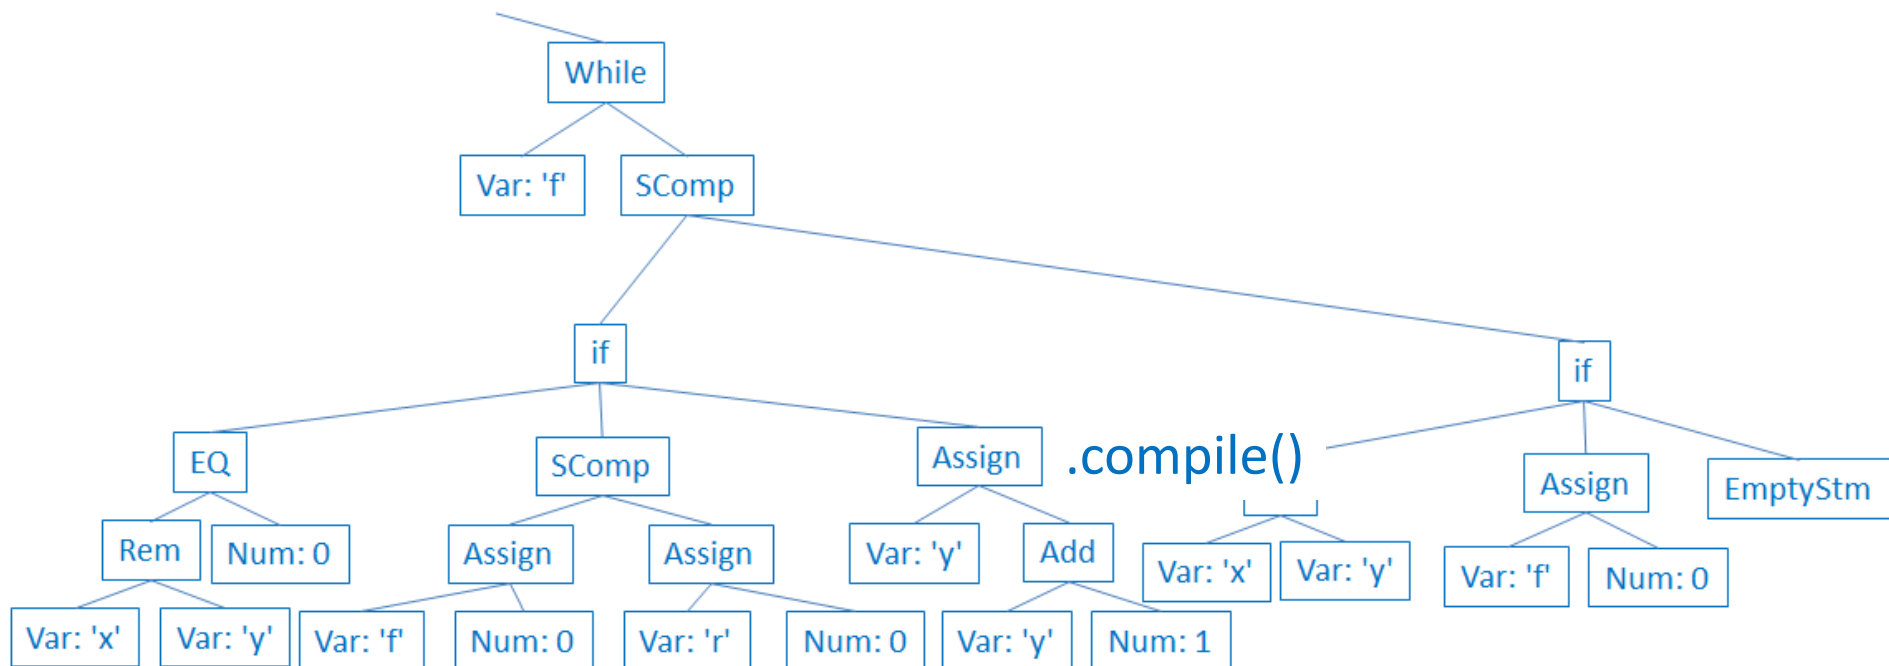 While
Var: 'f'
SComp
if
if
EQ
SComp
Assign
.compile()
Assign
EmptyStm
Rem
Num: 0
Assign
Assign
Var: 'y'
Add
Var: 'x'
Var: 'y'
Var: 'f'
Num: 0
Var: 'x'
Var: 'y'
Var: 'f'
Num: 0
Var: 'r'
Num: 0
Var: 'y'
Num: 1